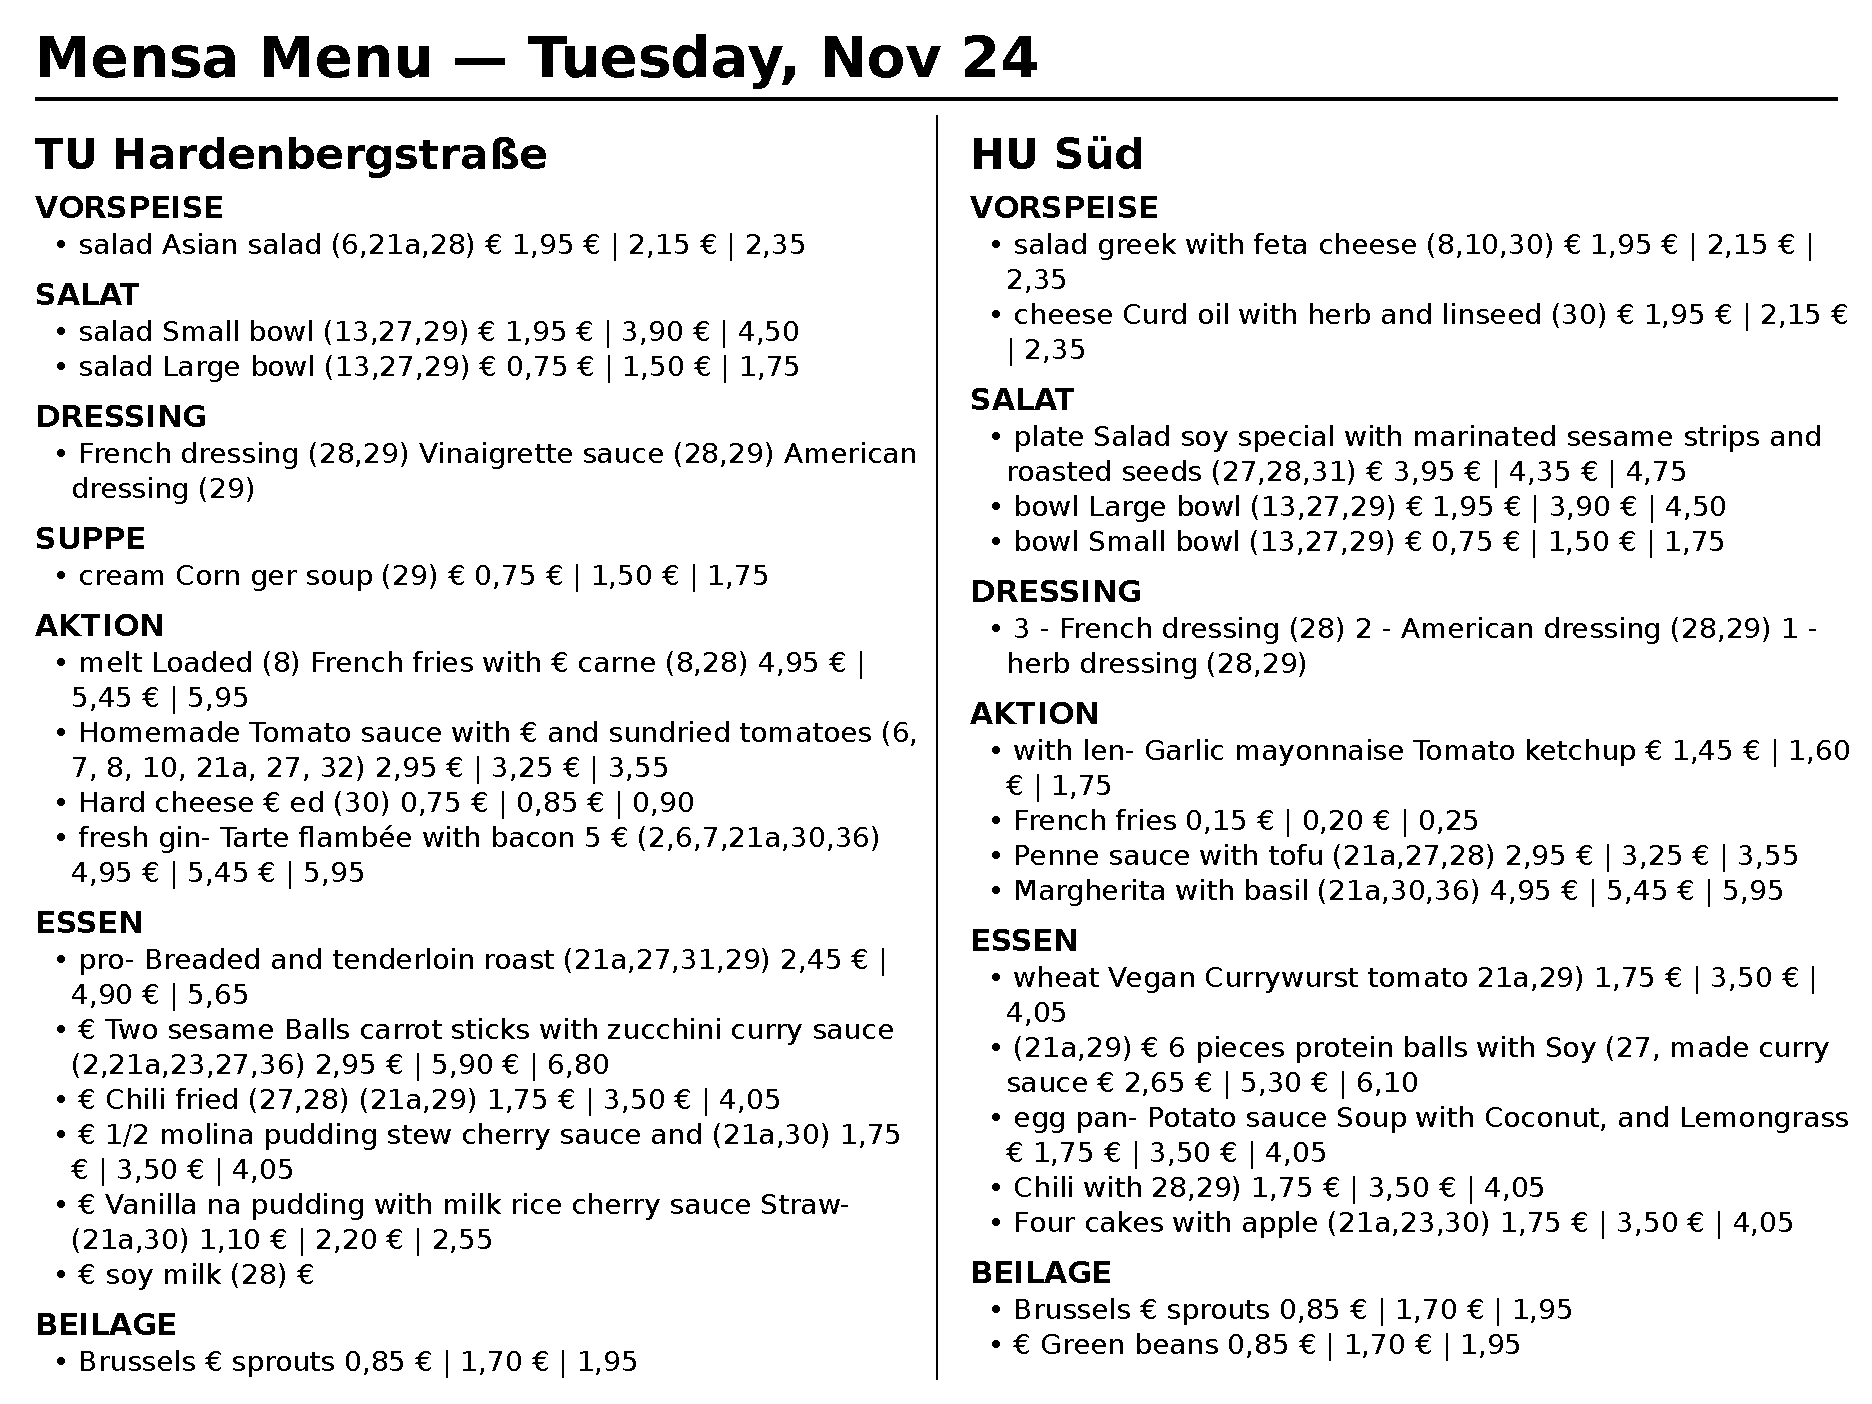 Mensa Menu — Tuesday, Nov 24
TU Hardenbergstraße
VORSPEISE
• salad Asian salad (6,21a,28) € 1,95 € | 2,15 € | 2,35
SALAT
• salad Small bowl (13,27,29) € 1,95 € | 3,90 € | 4,50
• salad Large bowl (13,27,29) € 0,75 € | 1,50 € | 1,75
DRESSING
• French dressing (28,29) Vinaigrette sauce (28,29) American
dressing (29)
SUPPE
• cream Corn ger soup (29) € 0,75 € | 1,50 € | 1,75
AKTION
• melt Loaded (8) French fries with € carne (8,28) 4,95 € |
5,45 € | 5,95
• Homemade Tomato sauce with € and sundried tomatoes (6,
7, 8, 10, 21a, 27, 32) 2,95 € | 3,25 € | 3,55
• Hard cheese € ed (30) 0,75 € | 0,85 € | 0,90
• fresh gin- Tarte flambée with bacon 5 € (2,6,7,21a,30,36)
4,95 € | 5,45 € | 5,95
ESSEN
• pro- Breaded and tenderloin roast (21a,27,31,29) 2,45 € |
4,90 € | 5,65
• € Two sesame Balls carrot sticks with zucchini curry sauce
(2,21a,23,27,36) 2,95 € | 5,90 € | 6,80
• € Chili fried (27,28) (21a,29) 1,75 € | 3,50 € | 4,05
• € 1/2 molina pudding stew cherry sauce and (21a,30) 1,75
€ | 3,50 € | 4,05
• € Vanilla na pudding with milk rice cherry sauce Straw-
(21a,30) 1,10 € | 2,20 € | 2,55
• € soy milk (28) €
BEILAGE
• Brussels € sprouts 0,85 € | 1,70 € | 1,95
HU Süd
VORSPEISE
• salad greek with feta cheese (8,10,30) € 1,95 € | 2,15 € |
2,35
• cheese Curd oil with herb and linseed (30) € 1,95 € | 2,15 €
| 2,35
SALAT
• plate Salad soy special with marinated sesame strips and
roasted seeds (27,28,31) € 3,95 € | 4,35 € | 4,75
• bowl Large bowl (13,27,29) € 1,95 € | 3,90 € | 4,50
• bowl Small bowl (13,27,29) € 0,75 € | 1,50 € | 1,75
DRESSING
• 3 - French dressing (28) 2 - American dressing (28,29) 1 -
herb dressing (28,29)
AKTION
• with len- Garlic mayonnaise Tomato ketchup € 1,45 € | 1,60
€ | 1,75
• French fries 0,15 € | 0,20 € | 0,25
• Penne sauce with tofu (21a,27,28) 2,95 € | 3,25 € | 3,55
• Margherita with basil (21a,30,36) 4,95 € | 5,45 € | 5,95
ESSEN
• wheat Vegan Currywurst tomato 21a,29) 1,75 € | 3,50 € |
4,05
• (21a,29) € 6 pieces protein balls with Soy (27, made curry
sauce € 2,65 € | 5,30 € | 6,10
• egg pan- Potato sauce Soup with Coconut, and Lemongrass
€ 1,75 € | 3,50 € | 4,05
• Chili with 28,29) 1,75 € | 3,50 € | 4,05
• Four cakes with apple (21a,23,30) 1,75 € | 3,50 € | 4,05
BEILAGE
• Brussels € sprouts 0,85 € | 1,70 € | 1,95
• € Green beans 0,85 € | 1,70 € | 1,95